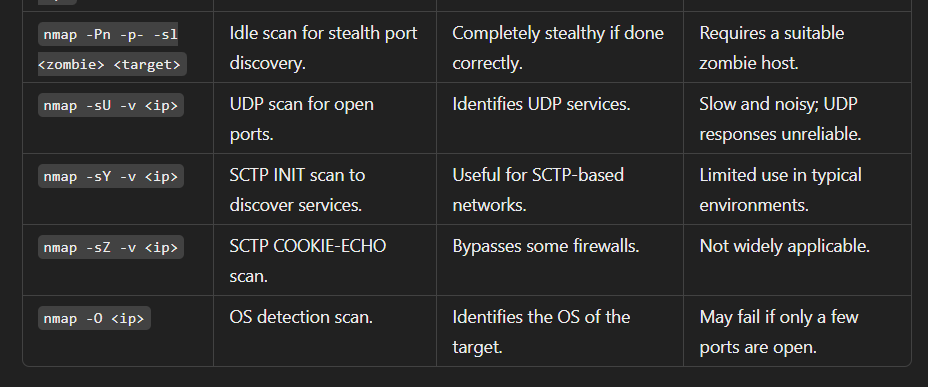 nmap -Pn -p- -sl
<zombie> <target>
Idle scan for stealth port
discovery.
Completely stealthy if done
correctly.
Requires a suitable
zombie host.
nmap -sU -v <ip>
UDP scan for open
ports.
Identifies UDP services.
Slow and noisy; UDP
responses unreliable.
nmap -sY -v <ip>
SCTP INIT scan to
discover services.
Useful for SCTP-based
networks.
Limited use in typical
environments.
nmap -sZ -v <ip>
SCTP COOKIE-ECHO
scan.
Bypasses some firewalls.
Not widely applicable.
nmap -O <ip>
OS detection scan.
Identifies the OS of the
target.
May fail if only a few
ports are open.